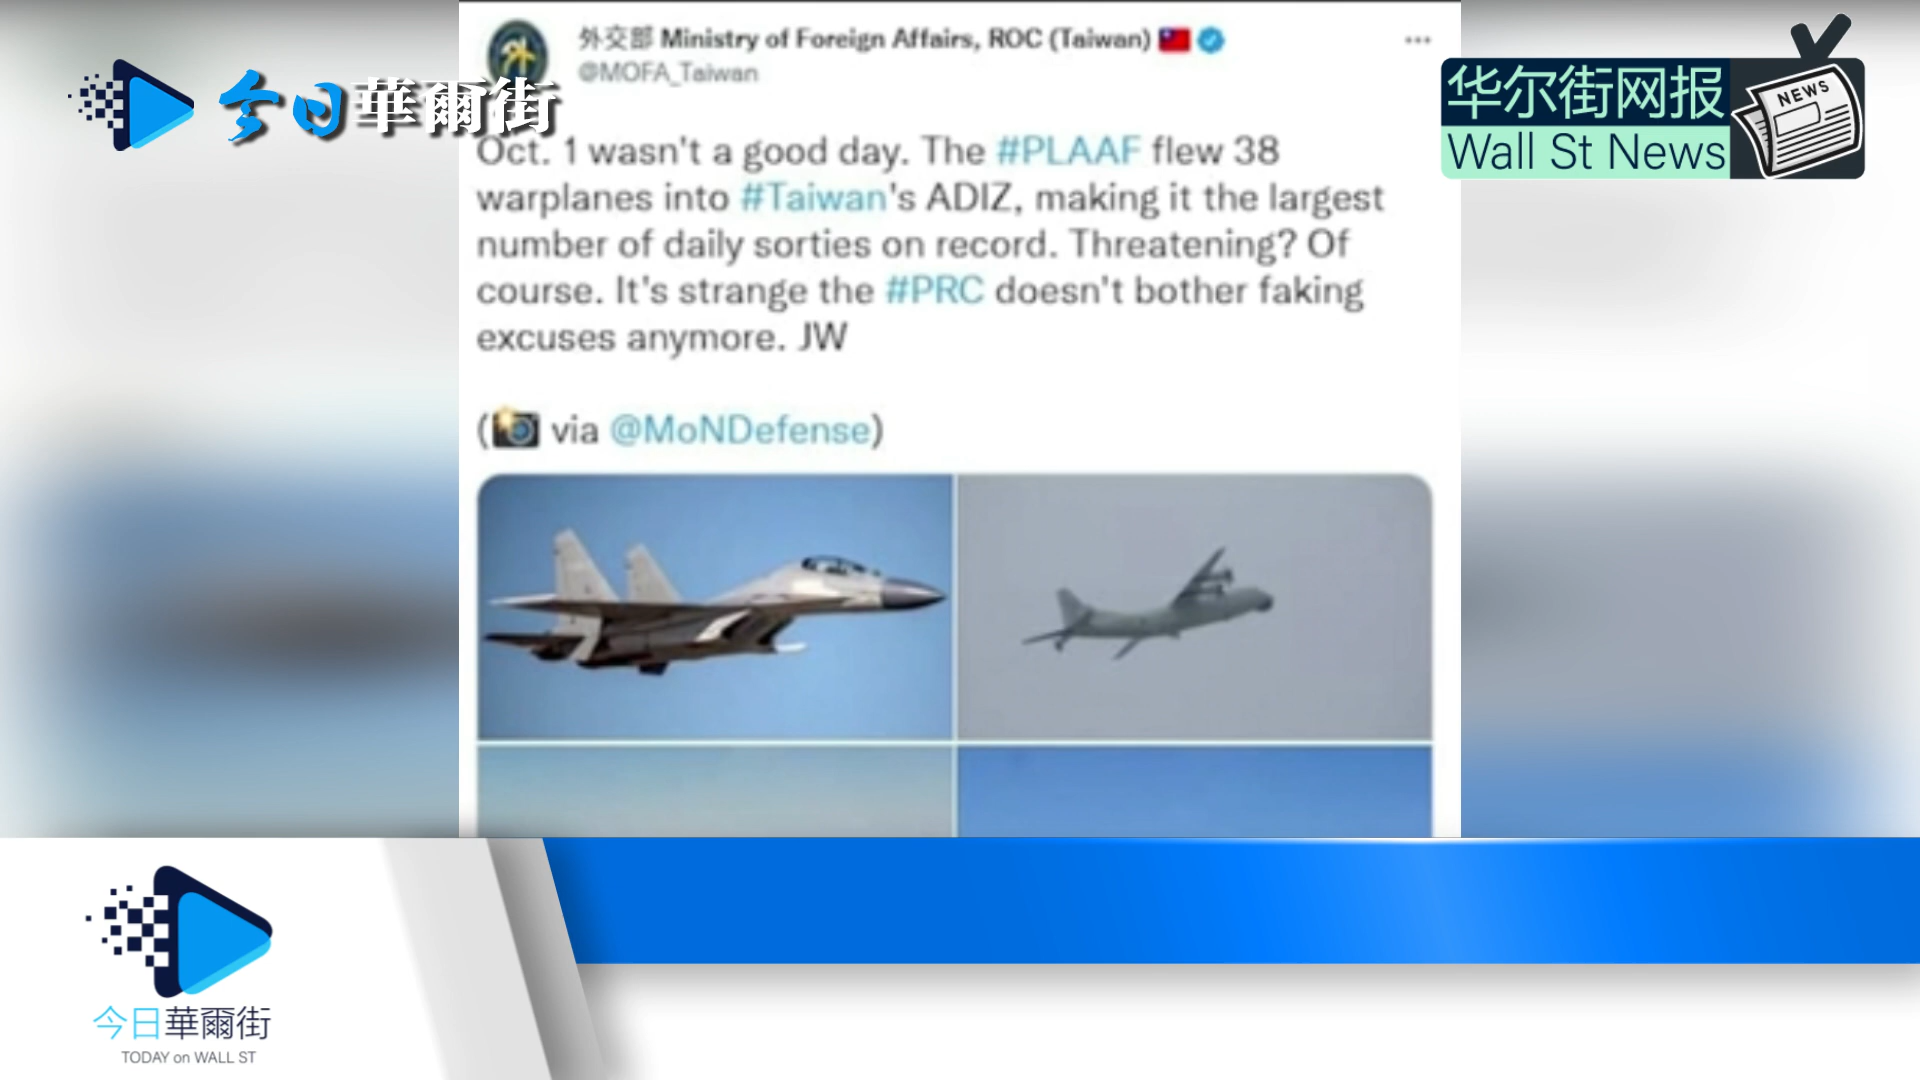 外交部 Ministry of Foreign Affairs, ROC (Taiwan)
@MOFA_Taiwan
今日華爾街
华尔街网报
Wall St News
NEWS
Oct. 1 wasn't a good day. The #PLAAF flew 38
warplanes into #Taiwan's ADIZ, making it the largest
number of daily sorties on record. Threatening? Of
course. It's strange the #PRC doesn't bother faking
excuses anymore. JW
( via @MoNDefense)
外
今日華爾街
TODAY on WALL ST